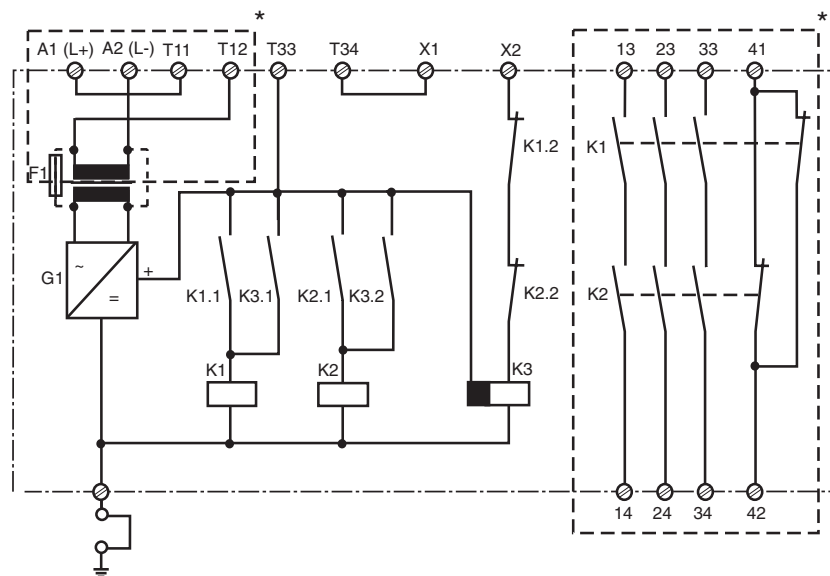 * *
A1 (L+) A2 (L-) T11 T12 T33 T34 X1 X2 13 23 33 41
K1.2 K1
F1
G1 ~ + =
K1.1 K3.1 K2.1 K3.2 K2.2 K2
K1 K2 K3
14 24 34 42